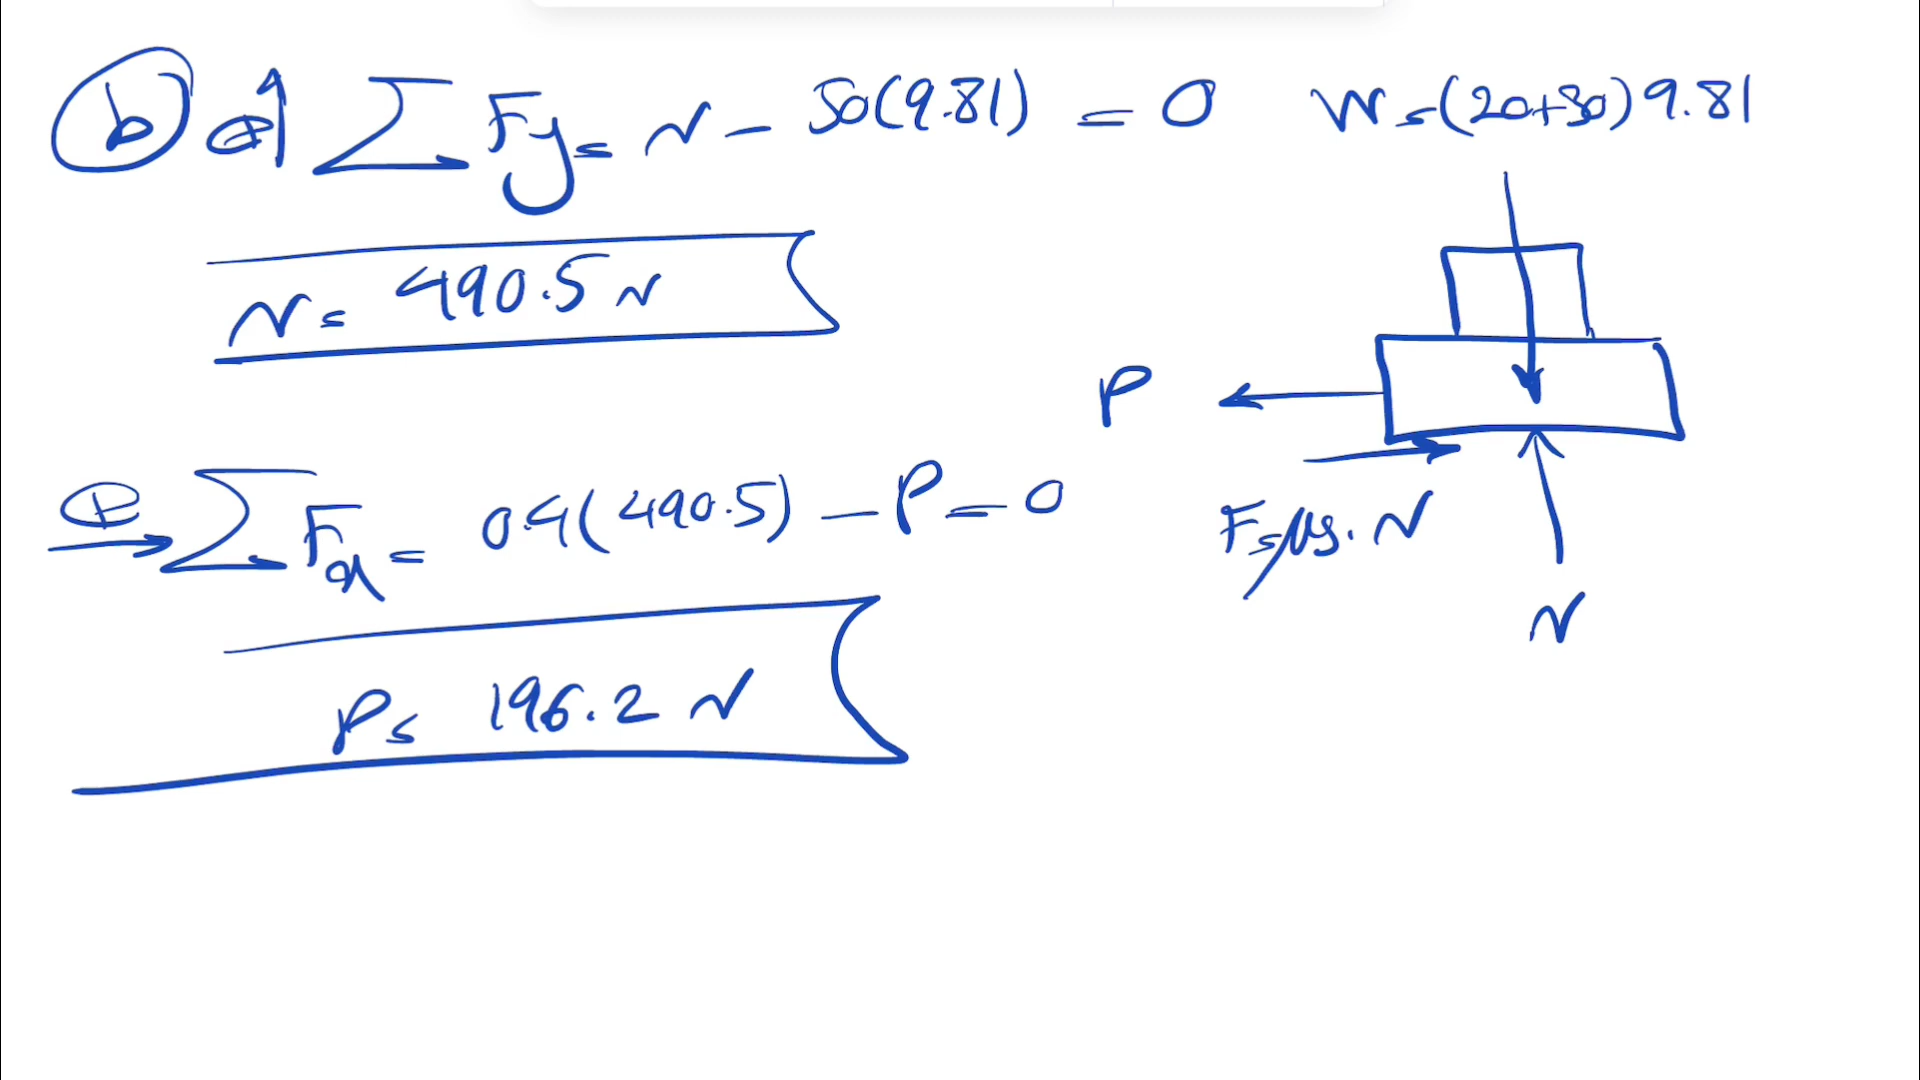 b ⊕↑ ΣFy = N - 50(9.81) = 0
W = (20+30)9.81
N = 490.5 N
P
⊕→ ΣFx = 0.4(490.5) - P = 0
F = μs.N
N
P = 196.2 N